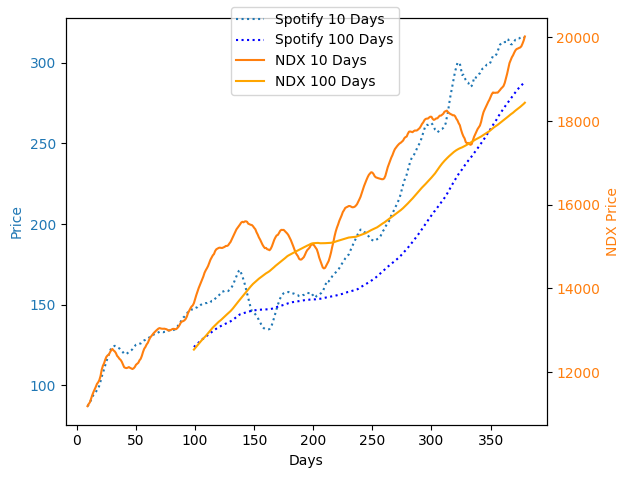 Spotify 10 Days
Spotify 100 Days
NDX 10 Days
NDX 100 Days
300
250
200
150
100
Price
20000
18000
16000
14000
12000
NDX Price
0 50 100 150 200 250 300 350
Days